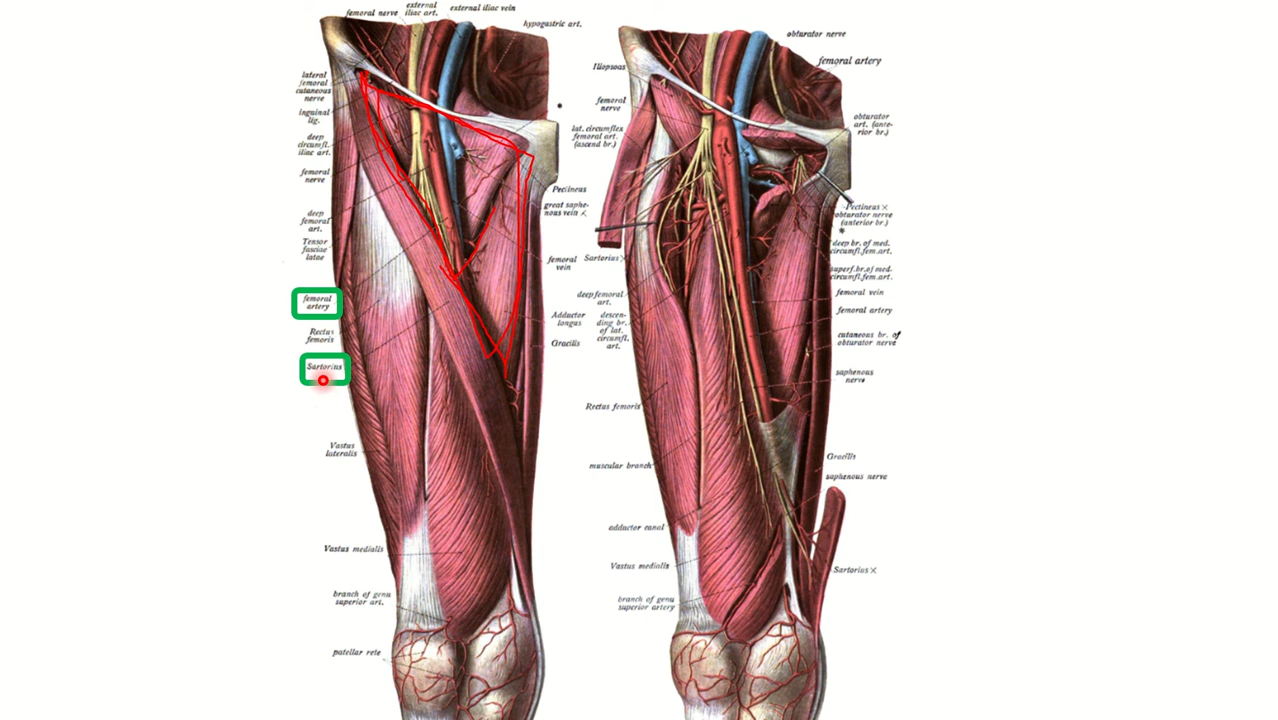 femoral nerve
external
iliac art.
external iliac vein
hypogastric art.
lateral
femoral
cutaneous
nerve
inguinal
lig.
deep
circumfl.
iliac art.
femoral
nerve
deep
femoral
art.
Tensor
fasciae
latae
femoral
artery
Rectus
femoris
Sartorius
Vastus
lateralis
Vastus medialis
branch of genu
superior art.
patellar rete
*
Pectineus
great saphe-
nous vein ×
femoral
vein
Adductor
longus
Gracilis
Iliopsoas
femoral
nerve
lat. circumflex
femoral art.
(ascend br.)
Sartorius×
deep femoral
art.
descen-
ding br.
of lat.
circumfl.
art.
Rectus femoris
muscular branch
adductor canal
Vastus medialis
branch of genu
superior artery
obturator nerve
femoral artery
obturator
art. (ante-
rior br.)
Pectineus ×
obturator nerve
(anterior br.)
*
deep br. of med.
circumfl.fem.art.
superf.br.of med.
circumfl.fem.art.
femoral vein
femoral artery
cutaneous br. of
obturator nerve
saphenous
nerve
Gracilis
saphenous nerve
Sartorius ×